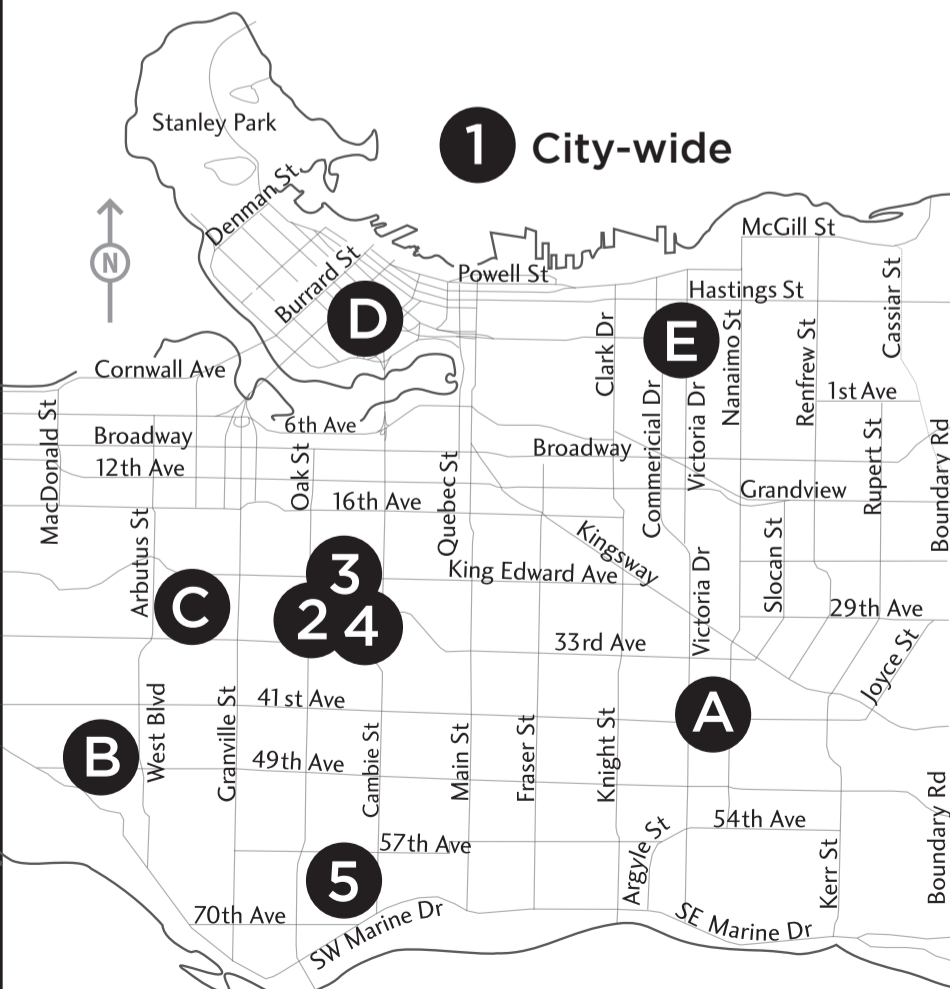 Stanley Park
1 City-wide
Denman St.
McGill St
N
Burrard St
Powell St
Cassiar St
Hastings St
D
E
Clark Dr
Nanaimo St
Renfrew St
Cornwall Ave
1st Ave
MacDonald St
6th Ave
Commericial Dr
Victoria Dr
Rupert St
Broadway
Broadway
Boundary Rd
12th Ave
Oak St
Quebec St
Grandview
16th Ave
Arbutus St
Kingsway
Slocan St
3
King Edward Ave
Victoria Dr
C
2
4
29th Ave
33rd Ave
Joyce St
41st Ave
A
West Blvd
Granville St
B
49th Ave
Cambie St
Main St
Fraser St
Knight St
Boundary Rd
54th Ave
57th Ave
Argyle St
Kerr St
5
70th Ave
SW Marine Dr
SE Marine Dr